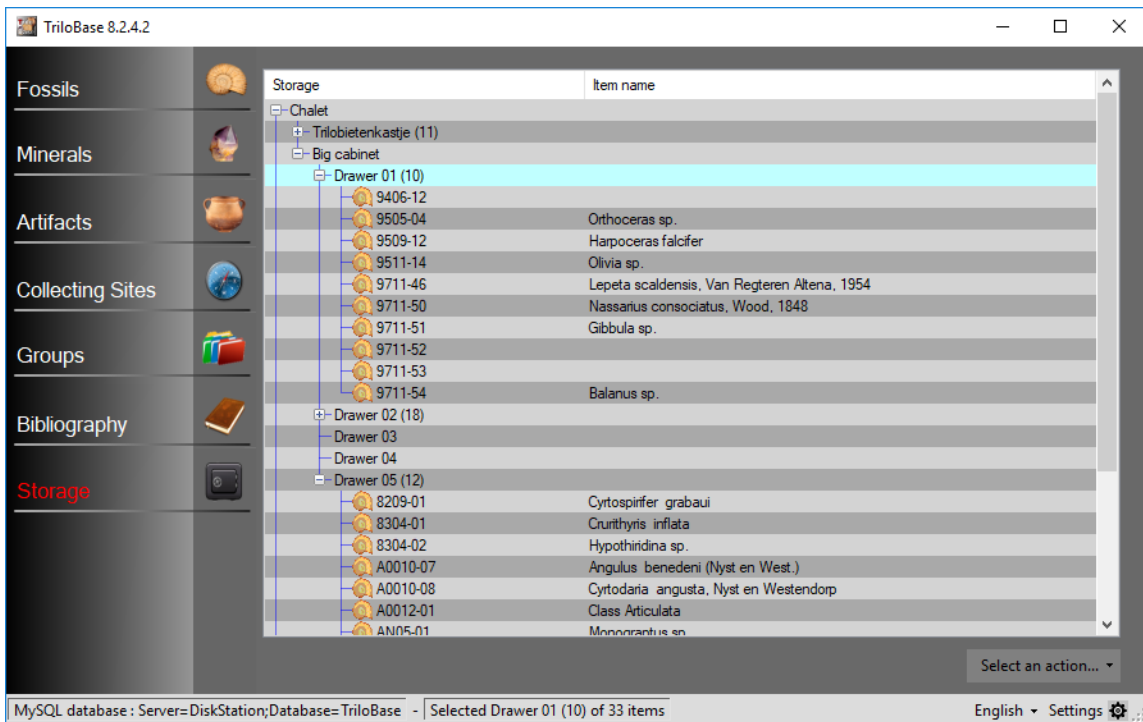 TriloBase 8.2.4.2
Fossils
Minerals
Artifacts
Collecting Sites
Groups
Bibliography
Storage
Storage Item name
Chalet
Trilobietenkastje (11)
Big cabinet
Drawer 01 (10)
9406-12
9505-04 Orthoceras sp.
9509-12 Harpoceras falcifer
9511-14 Olivia sp.
9711-46 Lepeta scaldensis, Van Regteren Altena, 1954
9711-50 Nassarius consociatus, Wood, 1848
9711-51 Gibbula sp.
9711-52
9711-53
9711-54 Balanus sp.
Drawer 02 (18)
Drawer 03
Drawer 04
Drawer 05 (12)
8209-01 Cyrtospirifer grabaui
8304-01 Crurithyris inflata
8304-02 Hypothiridina sp.
A0010-07 Angulus benedeni (Nyst en West.)
A0010-08 Cyrtodaria angusta, Nyst en Westendorp
A0012-01 Class Articulata
AN05-01 Monograptus sp.
Select an action...
MySQL database : Server=DiskStation;Database=TriloBase - Selected Drawer 01 (10) of 33 items English Settings